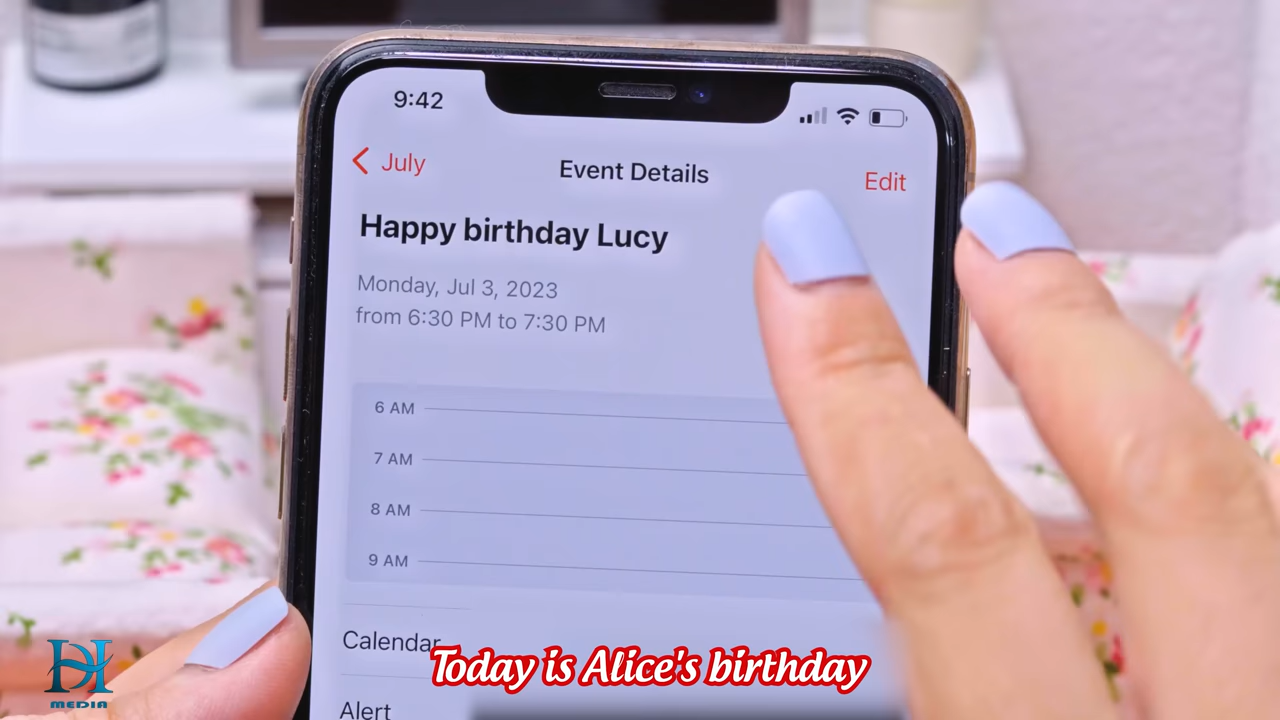 9:42
July
Event Details
Edit
Happy birthday Lucy
Monday, Jul 3, 2023
from 6:30 PM to 7:30 PM
6 AM
7 AM
8 AM
9 AM
Calendar
Alert
Today is Alice's birthday
DH
MEDIA